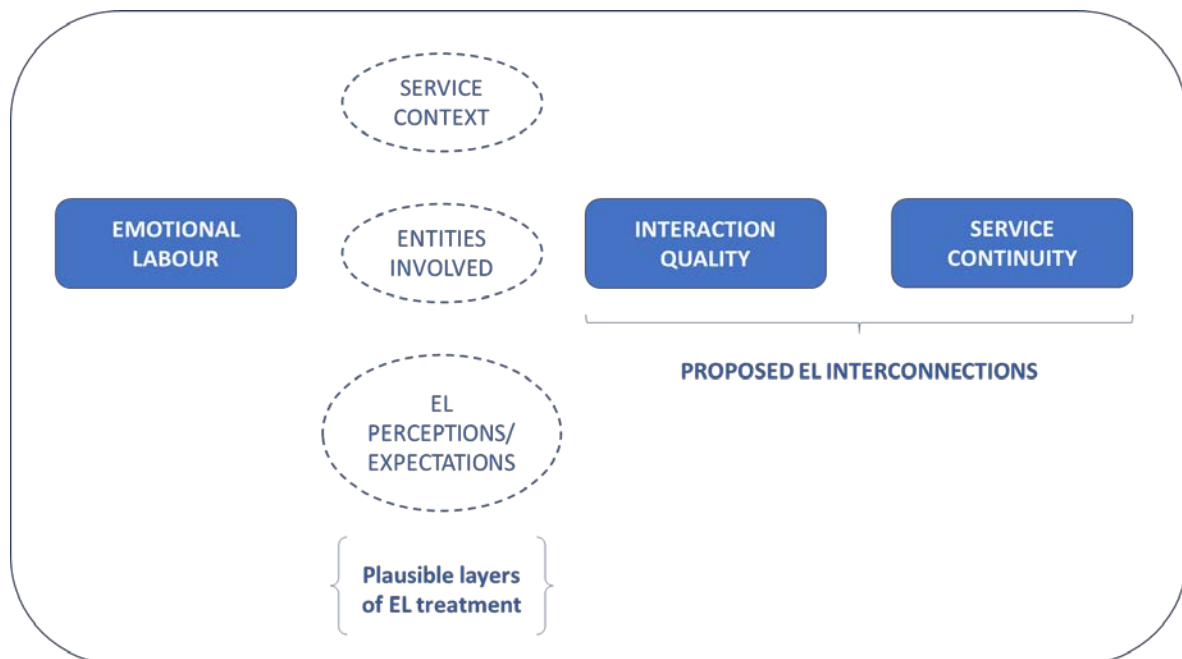 SERVICE
CONTEXT
EMOTIONAL
LABOUR
ENTITIES
INVOLVED
INTERACTION
QUALITY
SERVICE
CONTINUITY
PROPOSED EL INTERCONNECTIONS
EL
PERCEPTIONS/
EXPECTATIONS
Plausible layers
of EL treatment